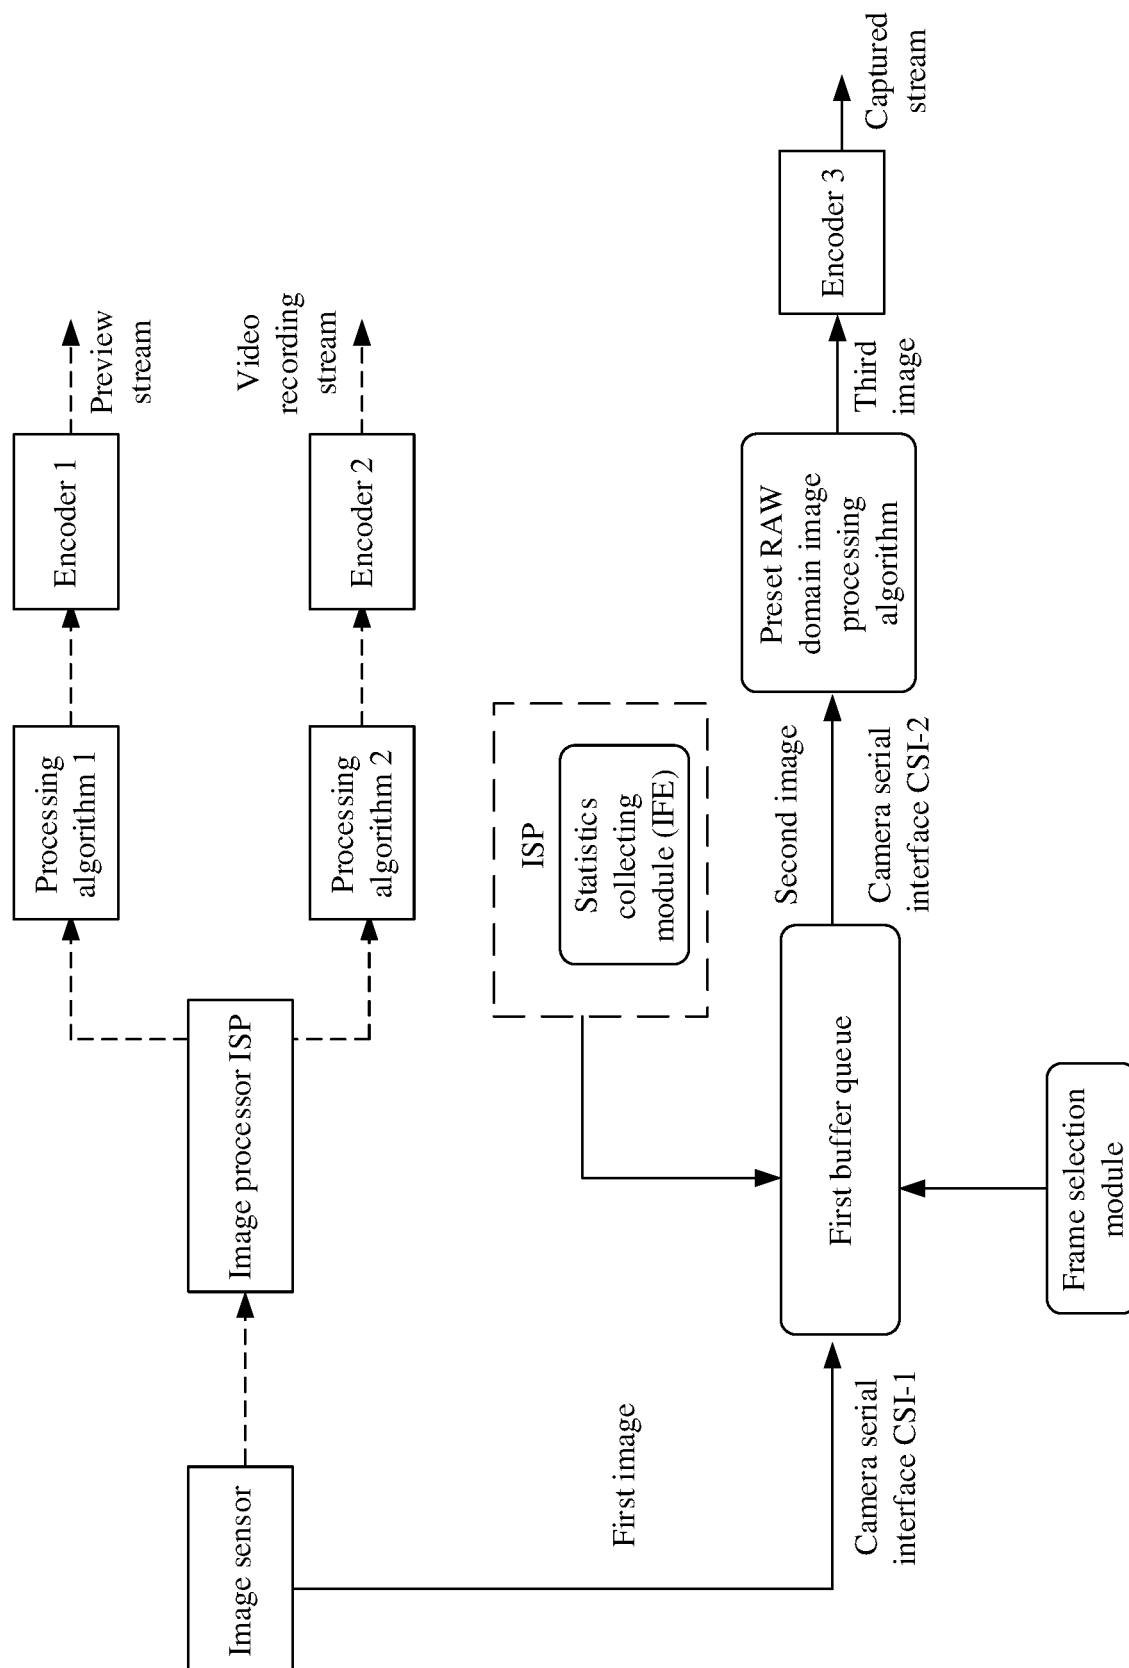 Image sensor
Image processor ISP
Processing
algorithm 1
Encoder 1
Preview
stream
Processing
algorithm 2
Encoder 2
Video
recording
stream
ISP
Statistics
collecting
module (IFE)
First image
Camera serial
interface CSI-1
First buffer queue
Frame selection
module
Second image
Camera serial
interface CSI-2
Preset RAW
domain image
processing
algorithm
Third
image
Encoder 3
Captured
stream